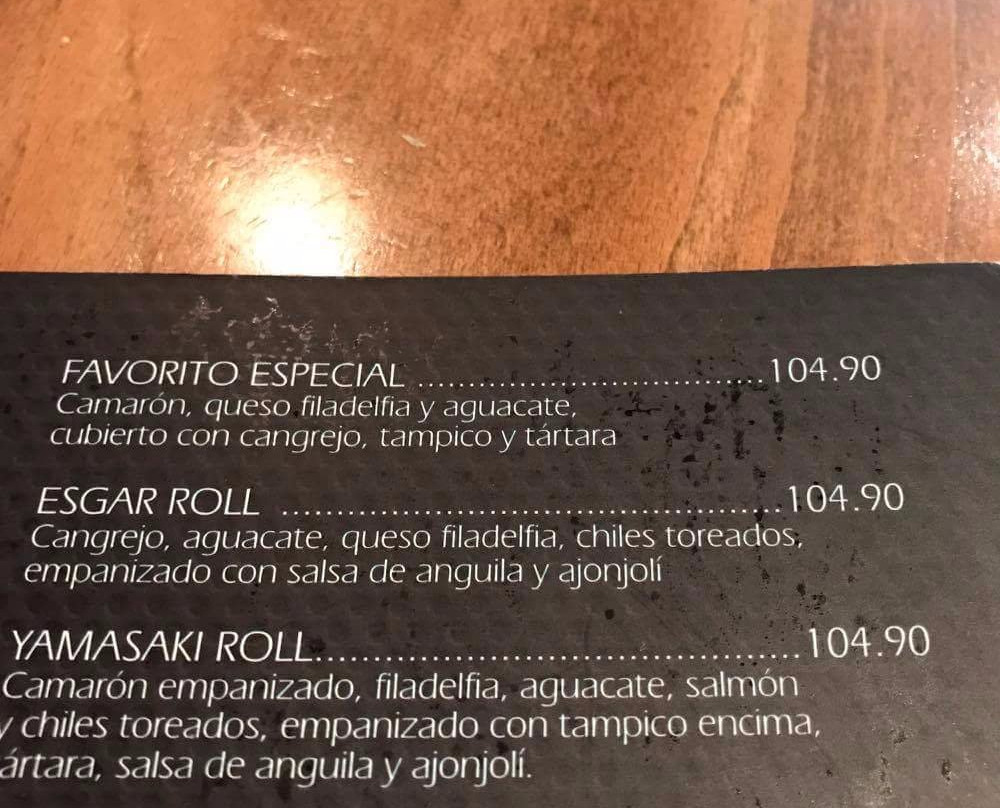 FAVORITO ESPECIAL ................................... 104.90
Camarón, queso filadelfia y aguacate,
cubierto con cangrejo, tampico y tártara
ESGAR ROLL ................................................ 104.90
Cangrejo, aguacate, queso filadelfia, chiles toreados,
empanizado con salsa de anguila y ajonjolí
YAMASAKI ROLL............................................. 104.90
Camarón empanizado, filadelfia, aguacate, salmón
y chiles toreados, empanizado con tampico encima,
ártara, salsa de anguila y ajonjolí.